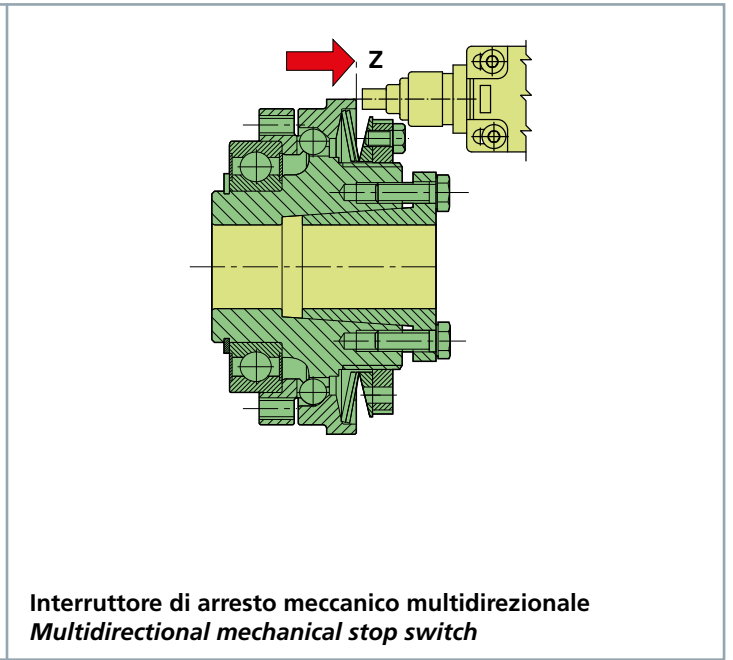 Z
Interruttore di arresto meccanico multidirezionale
Multidirectional mechanical stop switch